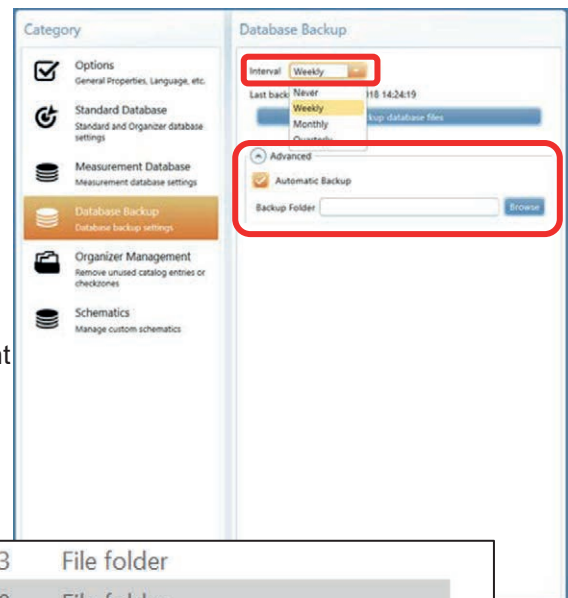 Category
Options
General Properties, Language, etc.
Standard Database
Standard and Organizer database
settings
Measurement Database
Measurement database settings
Database Backup
Database backup settings
Organizer Management
Remove unused catalog entries or
checkzones
Schematics
Manage custom schematics
Database Backup
Interval Weekly
Last back 18 14:24:19
Never
Weekly
Monthly
Quarterly
kup database files
Advanced
Automatic Backup
Backup Folder
Browse
3 File folder